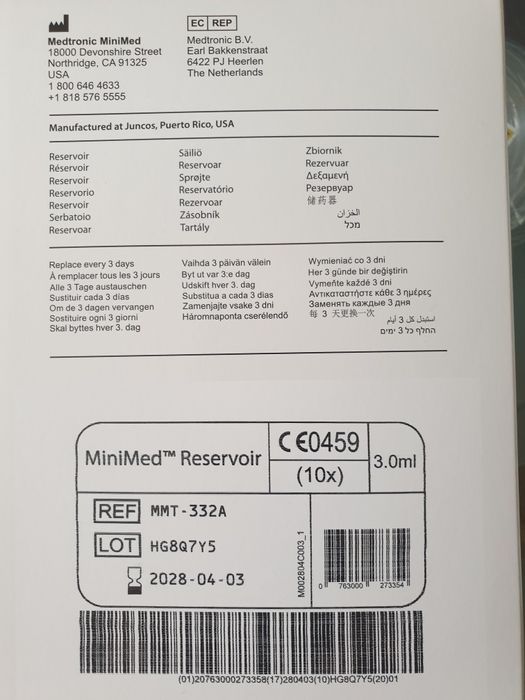 Medtronic MiniMed
18000 Devonshire Street
Northridge, CA 91325
USA
1 800 646 4633
+1 818 576 5555
EC REP
Medtronic B.V.
Earl Bakkenstraat
6422 PJ Heerlen
The Netherlands
Manufactured at Juncos, Puerto Rico, USA
Reservoir
Réservoir
Reservoir
Reservorio
Reservoir
Serbatoio
Reservoar
Säiliö
Reservoar
Sprøjte
Reservatório
Rezervoar
Zásobník
Tartály
Zbiornik
Rezervuar
Δεξαμενή
Резервуар
储药器
الخزان
מכל
Replace every 3 days
À remplacer tous les 3 jours
Alle 3 Tage austauschen
Sustituir cada 3 días
Om de 3 dagen vervangen
Sostituire ogni 3 giorni
Skal byttes hver 3. dag
Vaihda 3 päivän välein
Byt ut var 3:e dag
Udskift hver 3. dag
Substitua a cada 3 dias
Zamenjajte vsake 3 dni
Háromnaponta cserélendő
Wymieniać co 3 dni
Her 3 günde bir değiştirin
Vyměňte každé 3 dni
Αντικαταστήστε κάθε 3 ημέρες
Заменять каждые 3 дня
每 3 天更换一次
استبدل كل 3 أيام
החלף כל 3 ימים
MiniMed™ Reservoir
CE0459
(10x)
3.0ml
REF MMT-332A
LOT HG8Q7Y5
2028-04-03
M002804C003_1
0 763000 273354
(01)20763000273358(17)280403(10)HG8Q7Y5(20)01